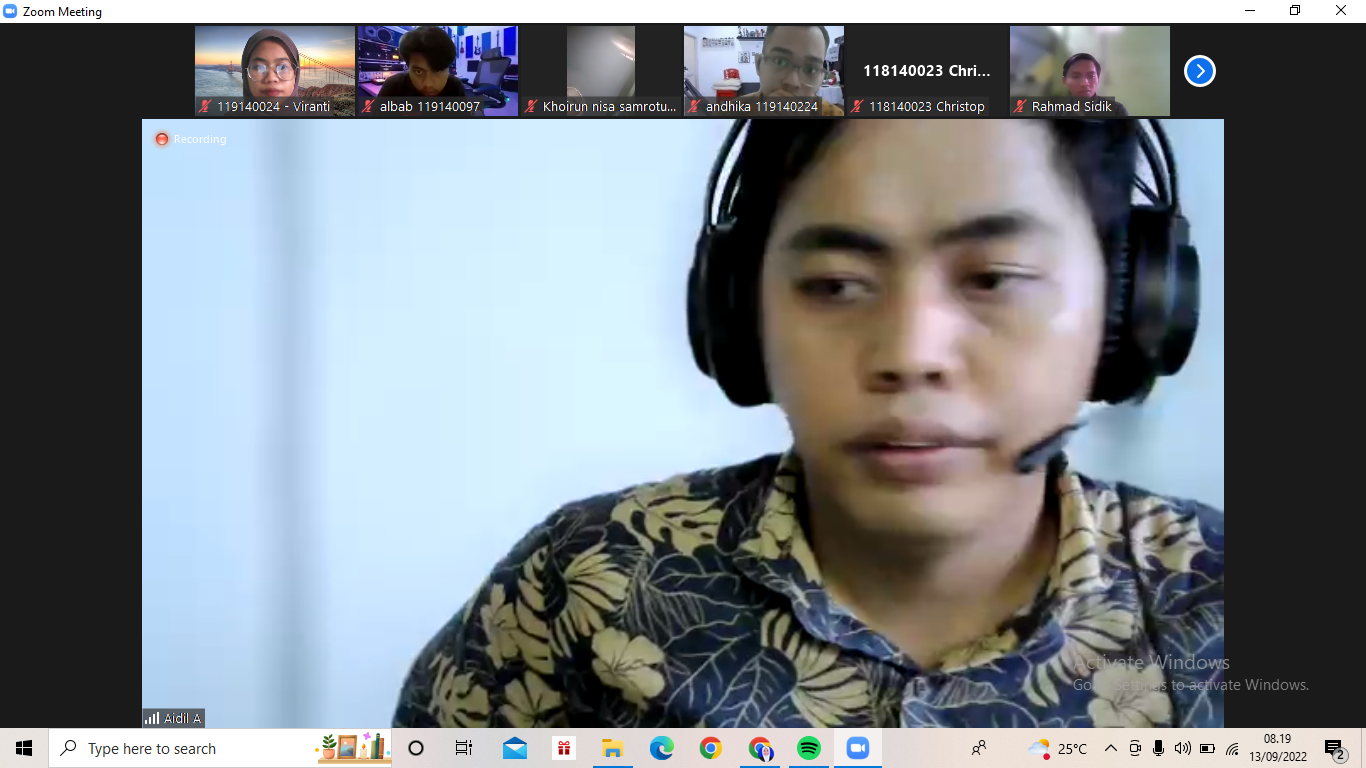 Zoom Meeting
119140024 - Viranti
albab 119140097
Khoirun nisa samrotu...
andhika 119140224
118140023 Chri...
118140023 Christop
Rahmad Sidik
Recording
Activate Windows
Go to Settings to activate Windows.
Aidil A
Type here to search
25°C
08.19
13/09/2022
2